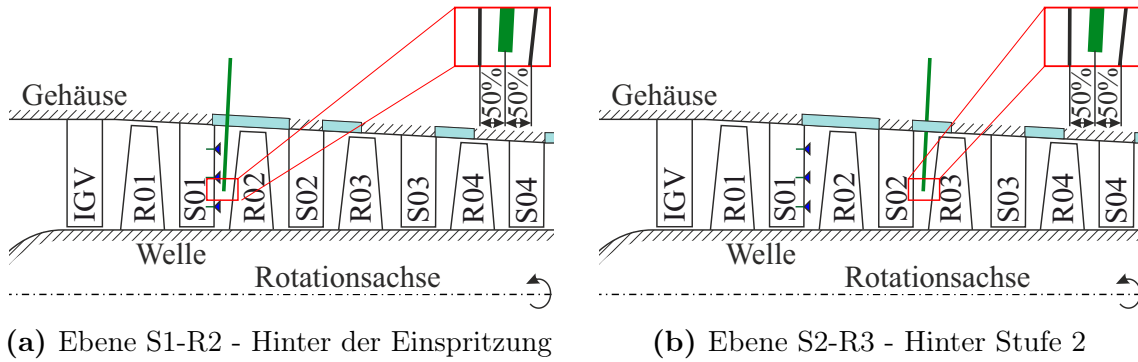 50%
50%
Gehäuse
IGV
R01
S01
R02
S02
R03
S03
R04
S04
Welle
Rotationsachse
(a) Ebene S1-R2 - Hinter der Einspritzung
50%
50%
Gehäuse
IGV
R01
S01
R02
S02
R03
S03
R04
S04
Welle
Rotationsachse
(b) Ebene S2-R3 - Hinter Stufe 2